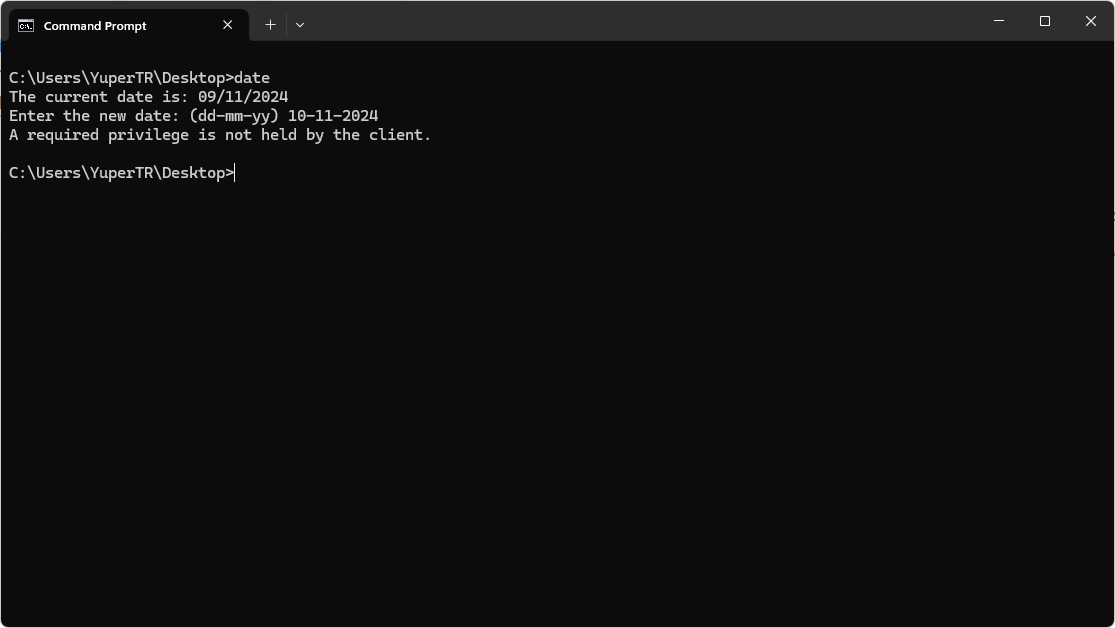 Command Prompt
C:\Users\YuperTR\Desktop>date
The current date is: 09/11/2024
Enter the new date: (dd-mm-yy) 10-11-2024
A required privilege is not held by the client.
C:\Users\YuperTR\Desktop>